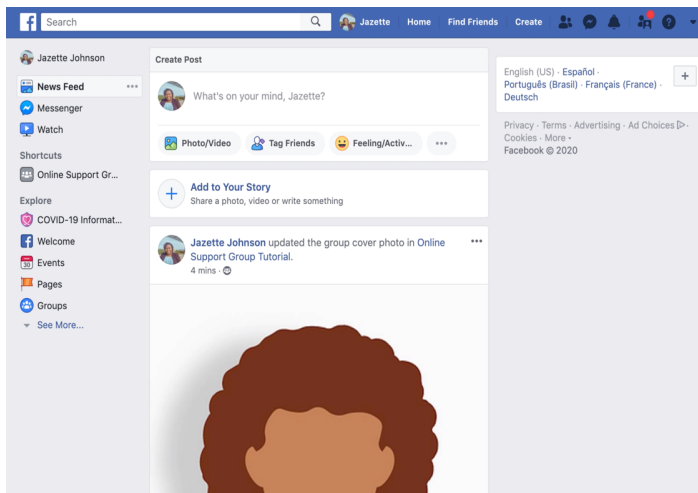 Search
Jazette
Home
Find Friends
Create
Jazette Johnson
News Feed
Messenger
Watch
Shortcuts
Online Support Gr...
Explore
COVID-19 Informat...
Welcome
Events
Pages
Groups
See More...
Create Post
What's on your mind, Jazette?
Photo/Video
Tag Friends
Feeling/Activ...
Add to Your Story
Share a photo, video or write something
Jazette Johnson updated the group cover photo in Online
Support Group Tutorial.
4 mins ·
English (US) · Español ·
Português (Brasil) · Français (France) ·
Deutsch
Privacy · Terms · Advertising · Ad Choices ·
Cookies · More
Facebook © 2020